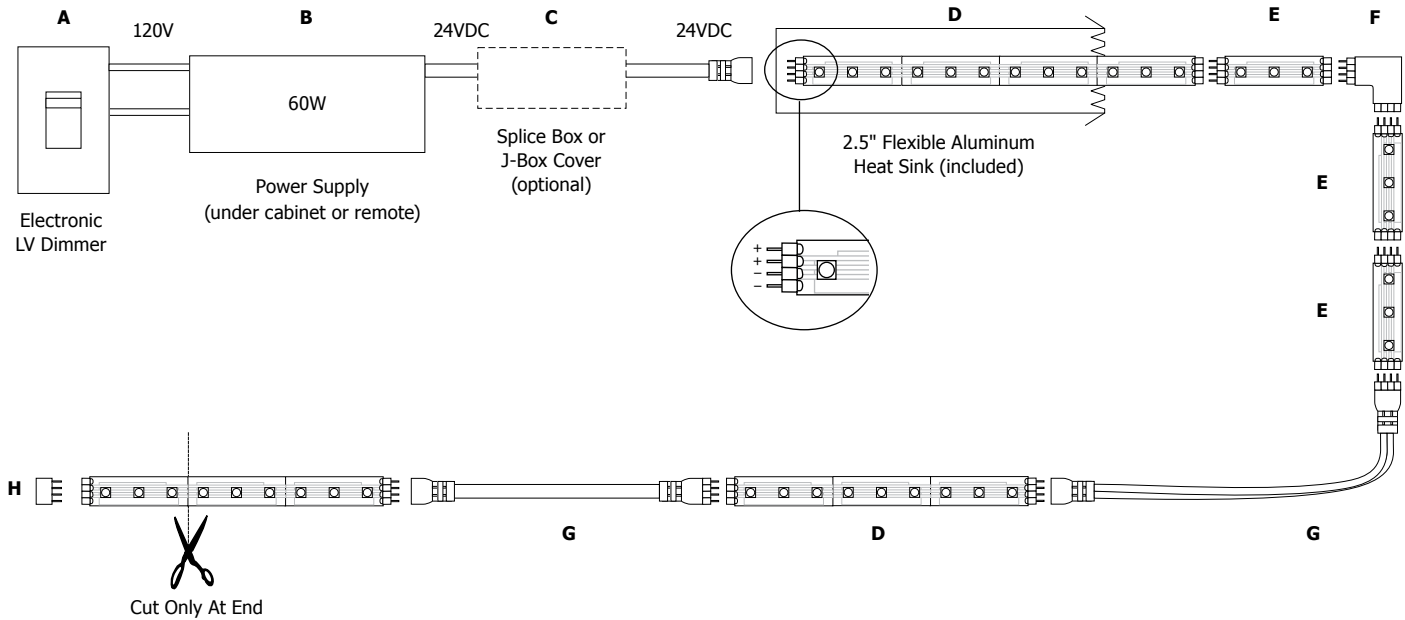 A
120V
B
24VDC
C
24VDC
D
E
F
60W
Splice Box or
J-Box Cover
(optional)
2.5" Flexible Aluminum
Heat Sink (included)
Power Supply
(under cabinet or remote)
Electronic
LV Dimmer
E
+
+
–
–
E
H
G
D
G
Cut Only At End